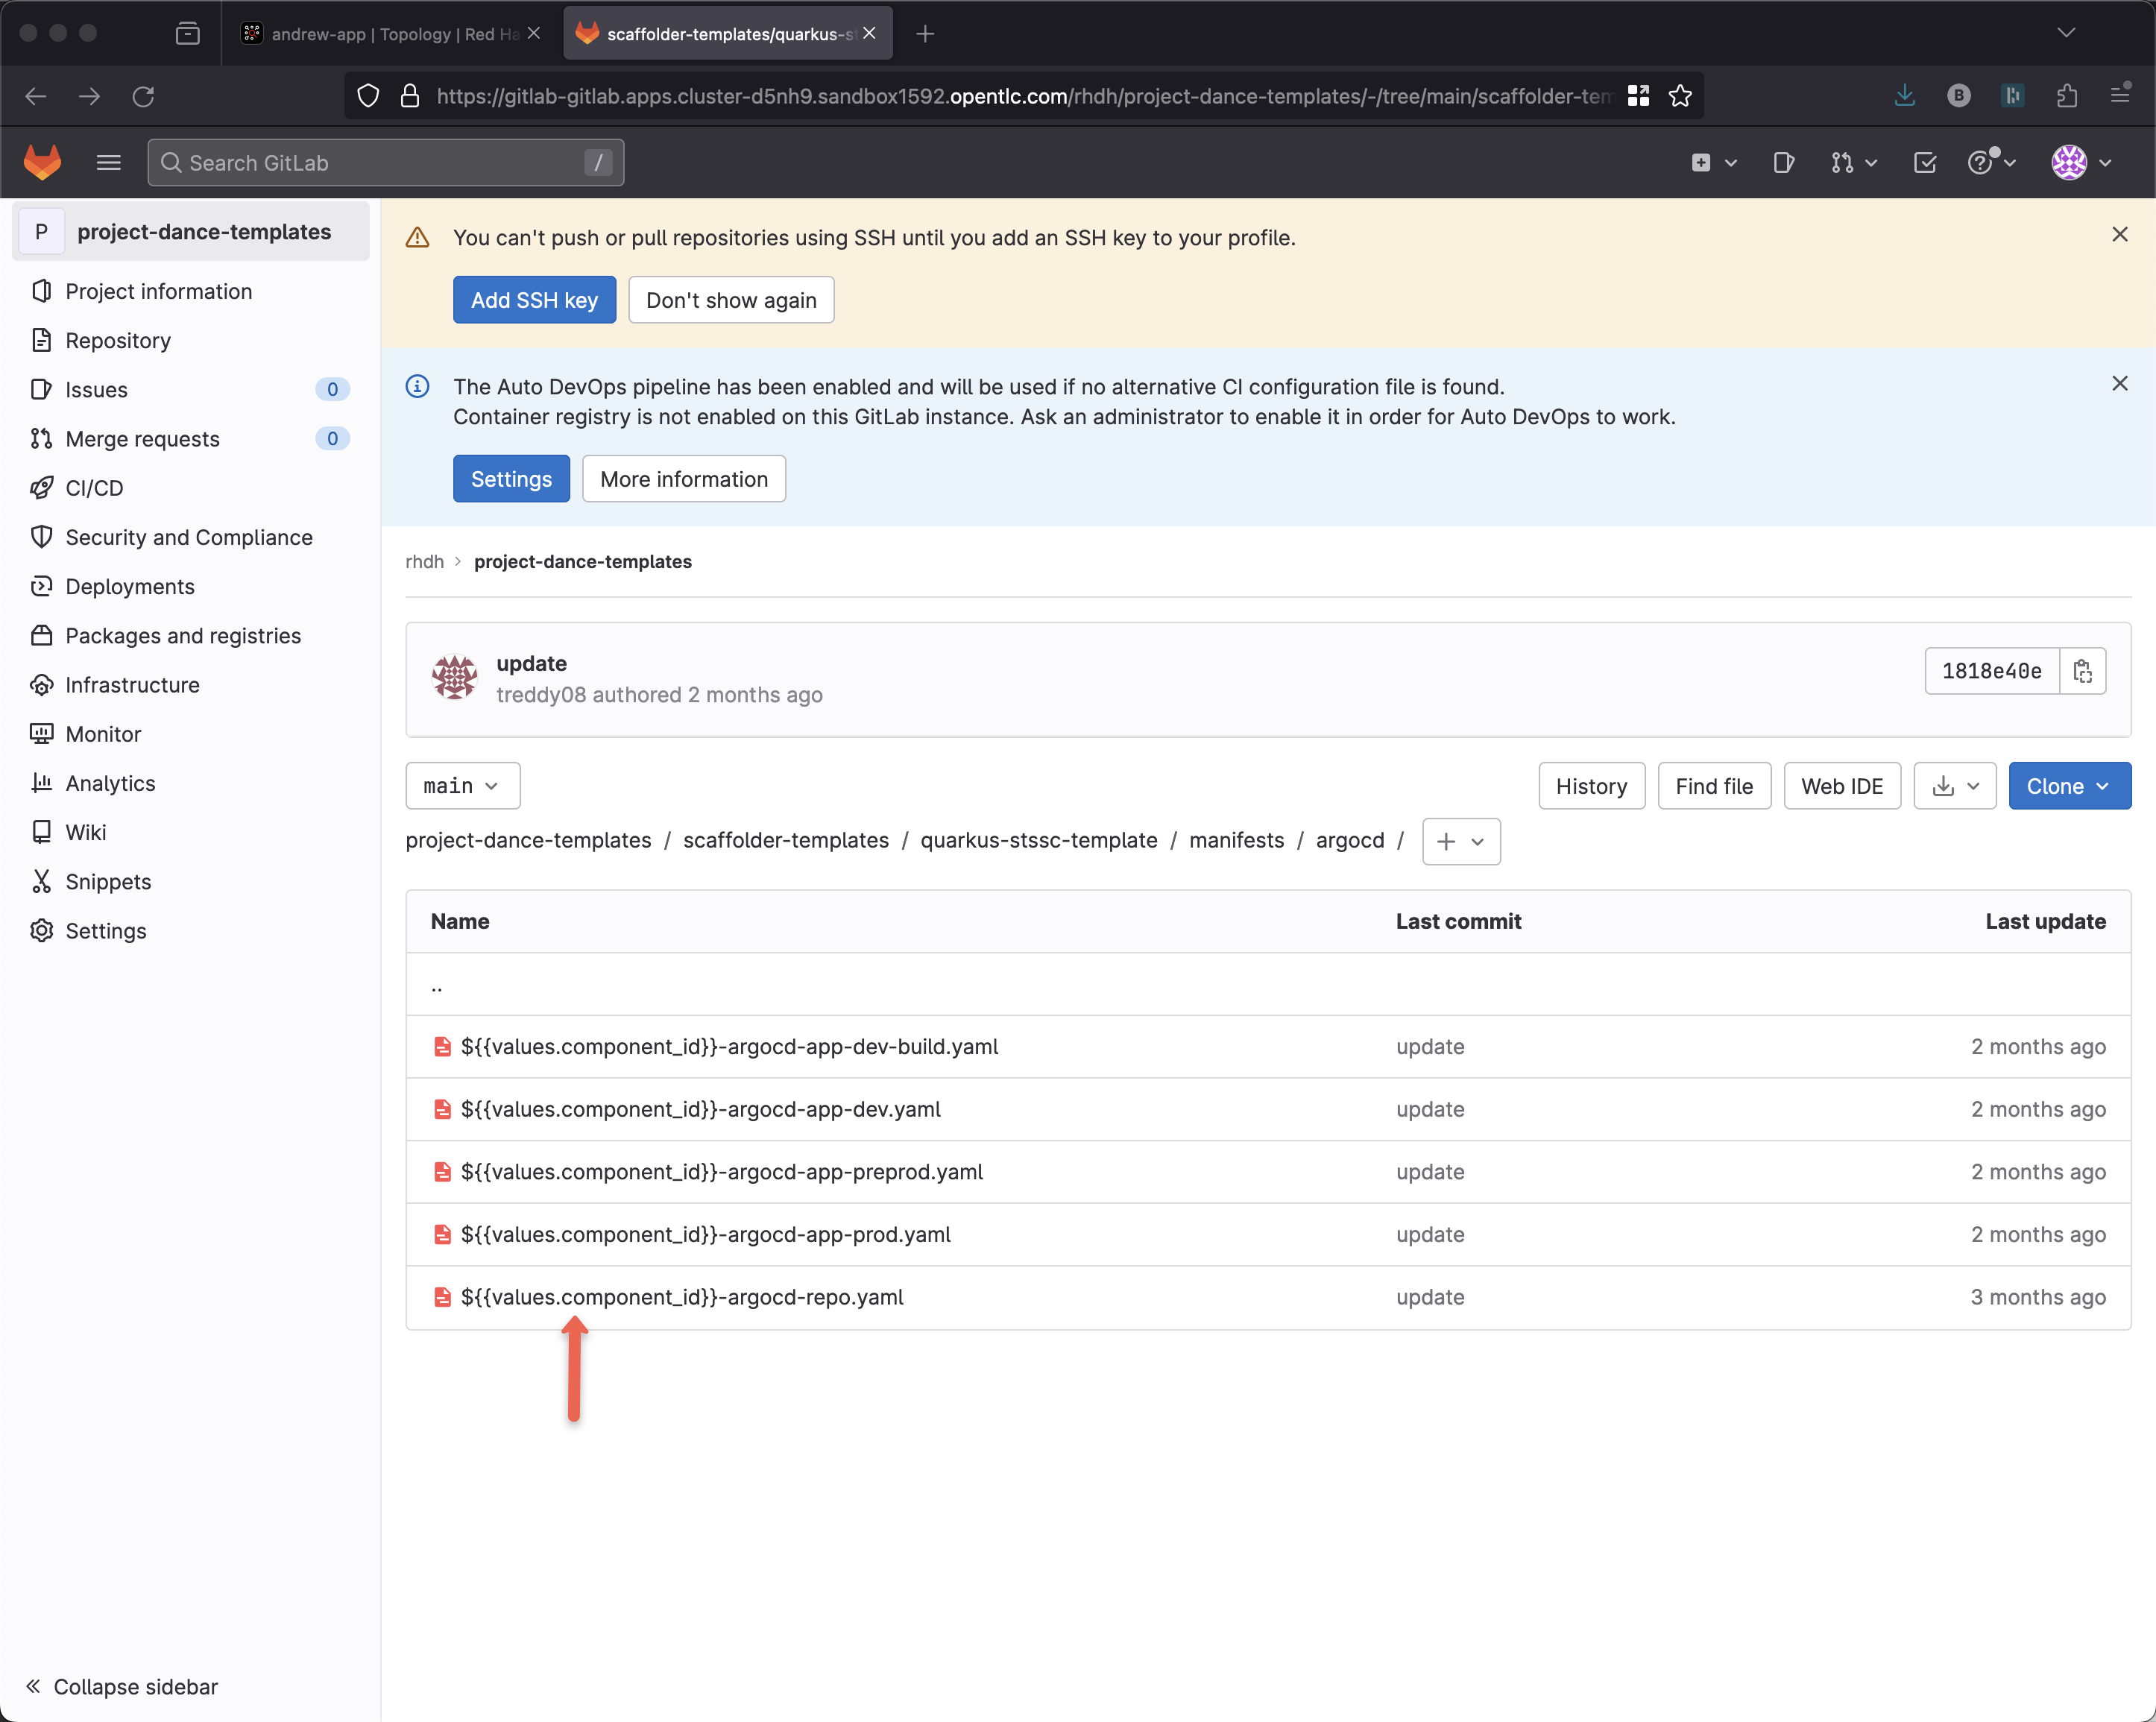 andrew-app | Topology | Red Ha
scaffolder-templates/quarkus-st
https://gitlab-gitlab.apps.cluster-d5nh9.sandbox1592.opentlc.com/rhdh/project-dance-templates/-/tree/main/scaffolder-tem
B
Search GitLab
/
P
project-dance-templates
Project information
Repository
Issues
0
Merge requests
0
CI/CD
Security and Compliance
Deployments
Packages and registries
Infrastructure
Monitor
Analytics
Wiki
Snippets
Settings
Collapse sidebar
You can't push or pull repositories using SSH until you add an SSH key to your profile.
Add SSH key
Don't show again
The Auto DevOps pipeline has been enabled and will be used if no alternative CI configuration file is found.
Container registry is not enabled on this GitLab instance. Ask an administrator to enable it in order for Auto DevOps to work.
Settings
More information
rhdh > project-dance-templates
update
treddy08 authored 2 months ago
1818e40e
main
History
Find file
Web IDE
Clone
project-dance-templates / scaffolder-templates / quarkus-stssc-template / manifests / argocd /
Name Last commit Last update
..
${{values.component_id}}-argocd-app-dev-build.yaml update 2 months ago
${{values.component_id}}-argocd-app-dev.yaml update 2 months ago
${{values.component_id}}-argocd-app-preprod.yaml update 2 months ago
${{values.component_id}}-argocd-app-prod.yaml update 2 months ago
${{values.component_id}}-argocd-repo.yaml update 3 months ago